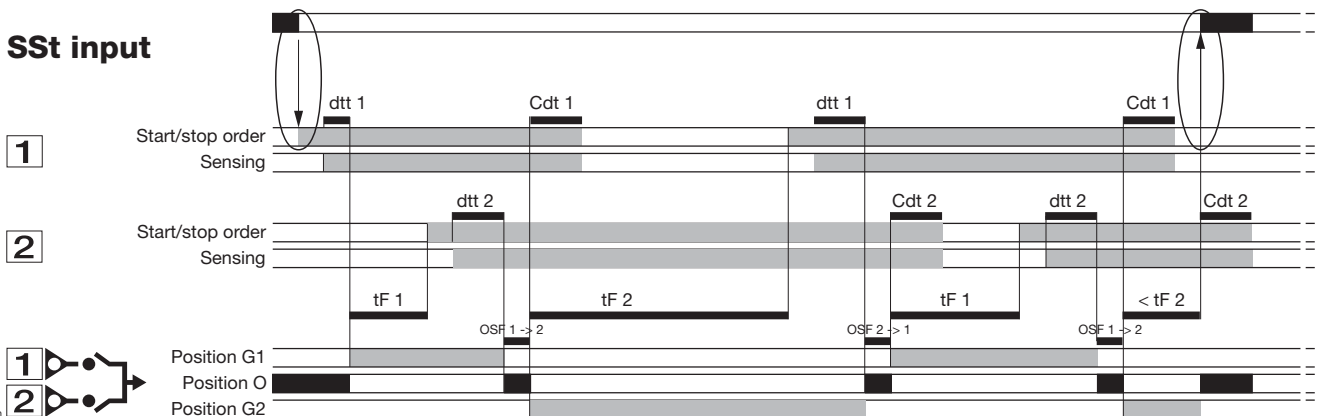 SSt input
dtt 1 Cdt 1 dtt 1 Cdt 1
1 Start/stop order
Sensing
dtt 2 Cdt 2 dtt 2 Cdt 2
2 Start/stop order
Sensing
tF 1 tF 2 tF 1 < tF 2
OSF 1 -> 2 OSF 2 -> 1 OSF 1 -> 2
1 Position G1
Position O
2 Position G2